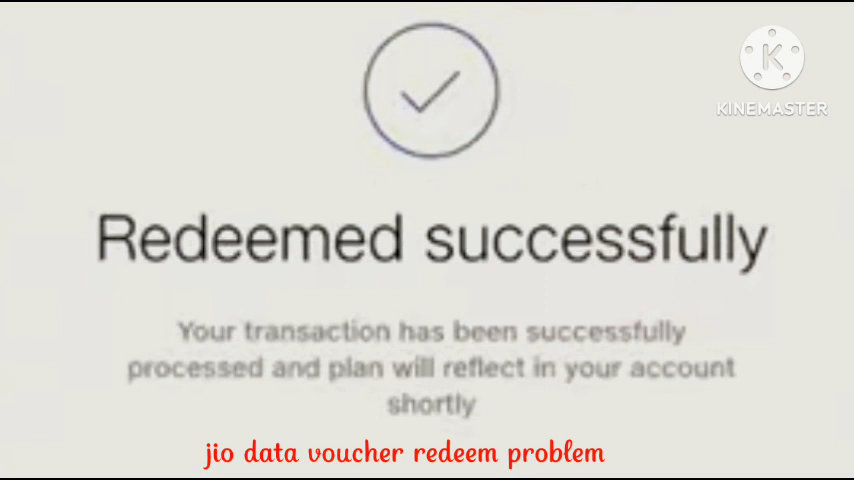 K
KINEMASTER
Redeemed successfully
Your transaction has been successfully
processed and plan will reflect in your account
shortly
jio data voucher redeem problem